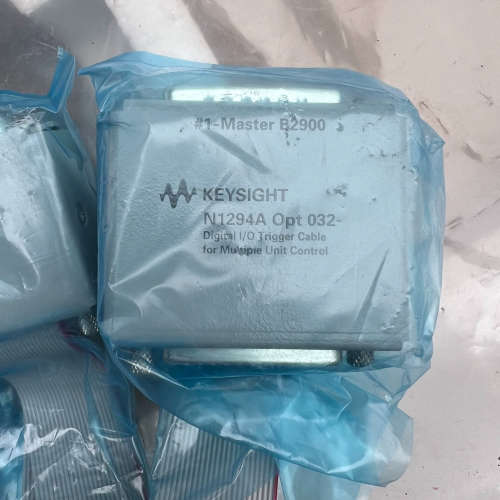 #1-Master B2900
KEYSIGHT
N1294A Opt 032-
Digital I/O Trigger Cable
for Multiple Unit Control